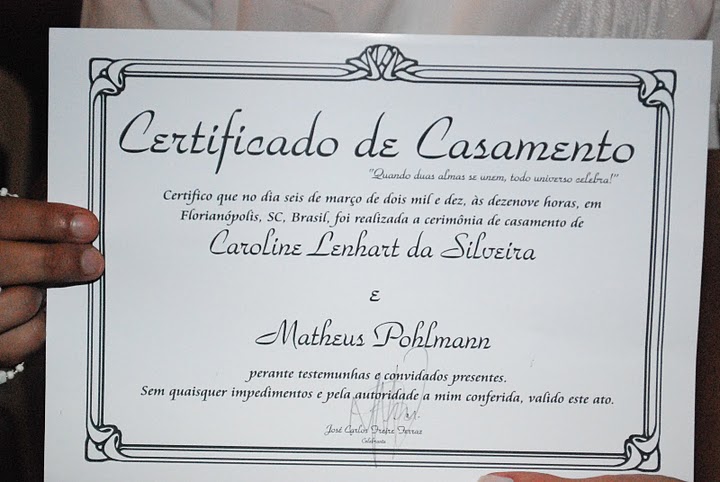 Certificado de Casamento
"Quando duas almas se unem, todo universo celebra!"
Certifico que no dia seis de março de dois mil e dez, às dezenove horas, em
Florianópolis, SC, Brasil, foi realizada a cerimônia de casamento de
Caroline Lenhart da Silveira
e
Matheus Pohlmann
perante testemunhas e convidados presentes.
Sem quaisquer impedimentos e pela autoridade a mim conferida, valido este ato.
José Carlos Freire Ferraz
Celebrante